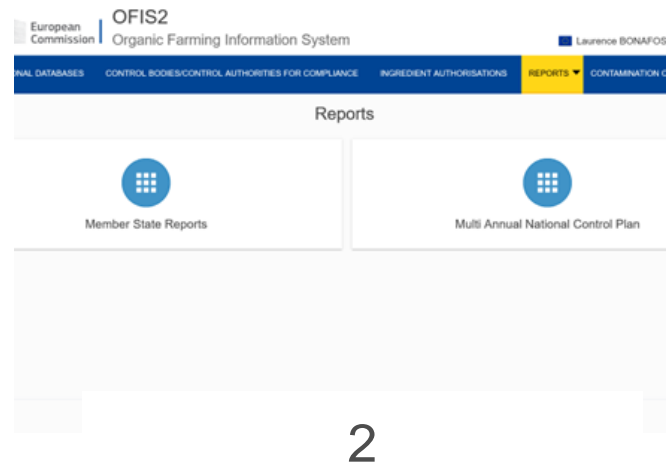 European
Commission
OFIS2
Organic Farming Information System
Laurence BONAFOS
DATABASES
CONTROL BODIES/CONTROL AUTHORITIES FOR COMPLIANCE
INGREDIENT AUTHORISATIONS
REPORTS
CONTAMINATION
Reports
Member State Reports
Multi Annual National Control Plan
2